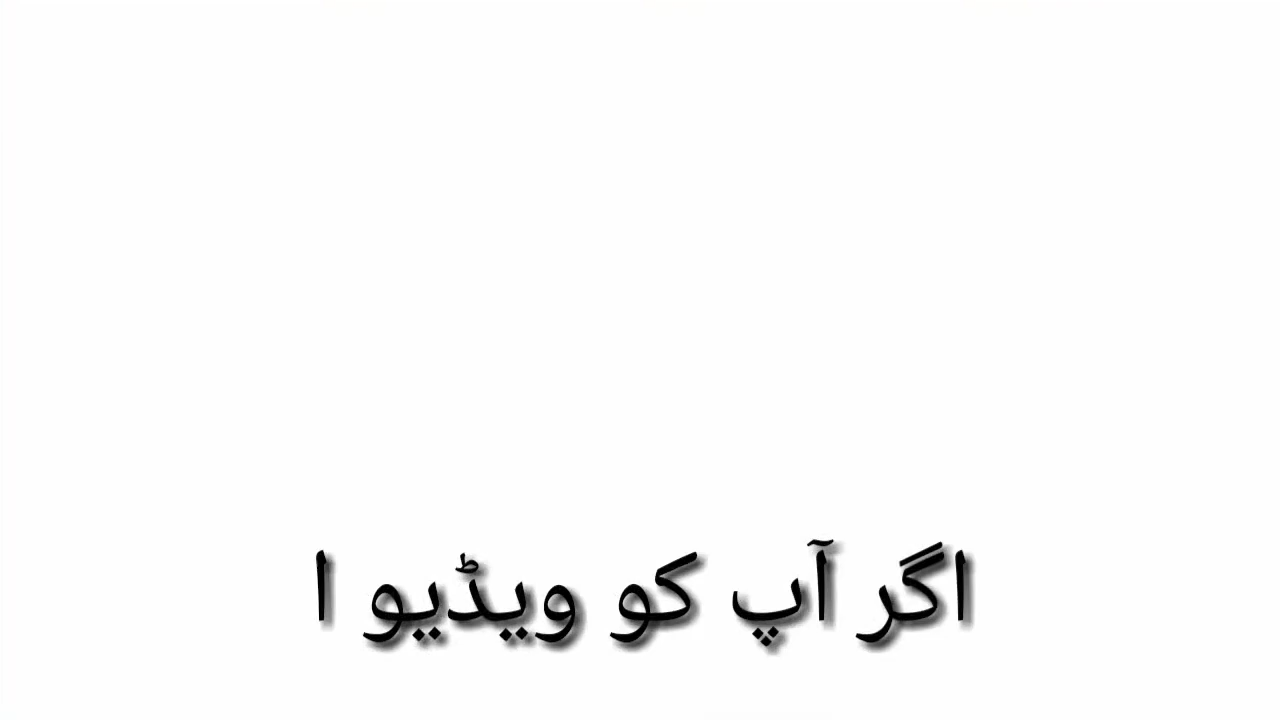 اگر آپ کو ویڈیو ا